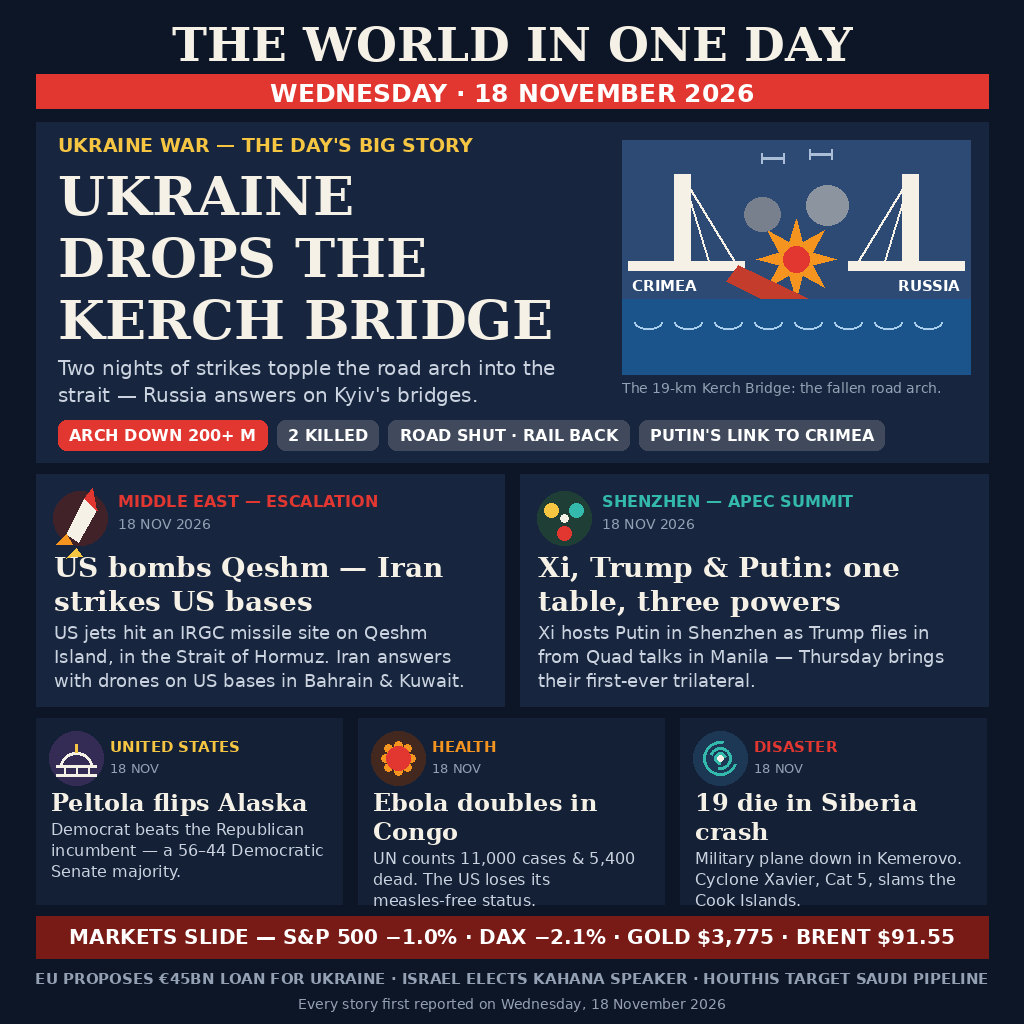 THE WORLD IN ONE DAY
WEDNESDAY · 18 NOVEMBER 2026
UKRAINE WAR — THE DAY'S BIG STORY
UKRAINE
DROPS THE
KERCH BRIDGE
Two nights of strikes topple the road arch into the
strait — Russia answers on Kyiv's bridges.
ARCH DOWN 200+ M
2 KILLED
ROAD SHUT · RAIL BACK
PUTIN'S LINK TO CRIMEA
CRIMEA
RUSSIA
The 19-km Kerch Bridge: the fallen road arch.
MIDDLE EAST — ESCALATION
18 NOV 2026
US bombs Qeshm — Iran
strikes US bases
US jets hit an IRGC missile site on Qeshm
Island, in the Strait of Hormuz. Iran answers
with drones on US bases in Bahrain & Kuwait.
SHENZHEN — APEC SUMMIT
18 NOV 2026
Xi, Trump & Putin: one
table, three powers
Xi hosts Putin in Shenzhen as Trump flies in
from Quad talks in Manila — Thursday brings
their first-ever trilateral.
UNITED STATES
18 NOV
Peltola flips Alaska
Democrat beats the Republican
incumbent — a 56–44 Democratic
Senate majority.
HEALTH
18 NOV
Ebola doubles in
Congo
UN counts 11,000 cases & 5,400
dead. The US loses its
measles-free status.
DISASTER
18 NOV
19 die in Siberia
crash
Military plane down in Kemerovo.
Cyclone Xavier, Cat 5, slams the
Cook Islands.
MARKETS SLIDE — S&P 500 −1.0% · DAX −2.1% · GOLD $3,775 · BRENT $91.55
EU PROPOSES €45BN LOAN FOR UKRAINE · ISRAEL ELECTS KAHANA SPEAKER · HOUTHIS TARGET SAUDI PIPELINE
Every story first reported on Wednesday, 18 November 2026